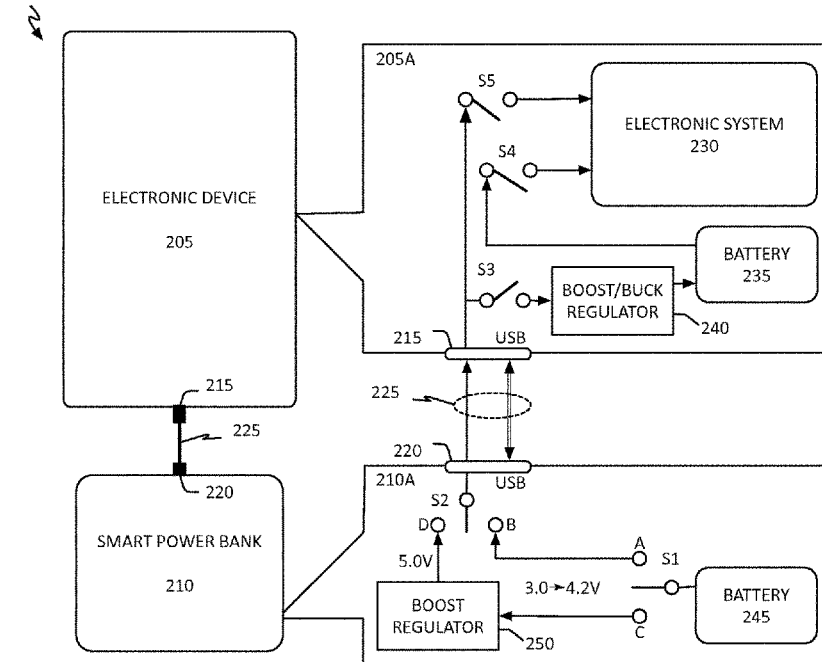 205A
S5
ELECTRONIC SYSTEM
230
S4
ELECTRONIC DEVICE
205
BATTERY
235
S3
BOOST/BUCK
REGULATOR
240
215
USB
215
225
225
220
220
210A
USB
S2
D
B
SMART POWER BANK
210
5.0V
A
S1
3.0→4.2V
BATTERY
245
BOOST
REGULATOR
C
250